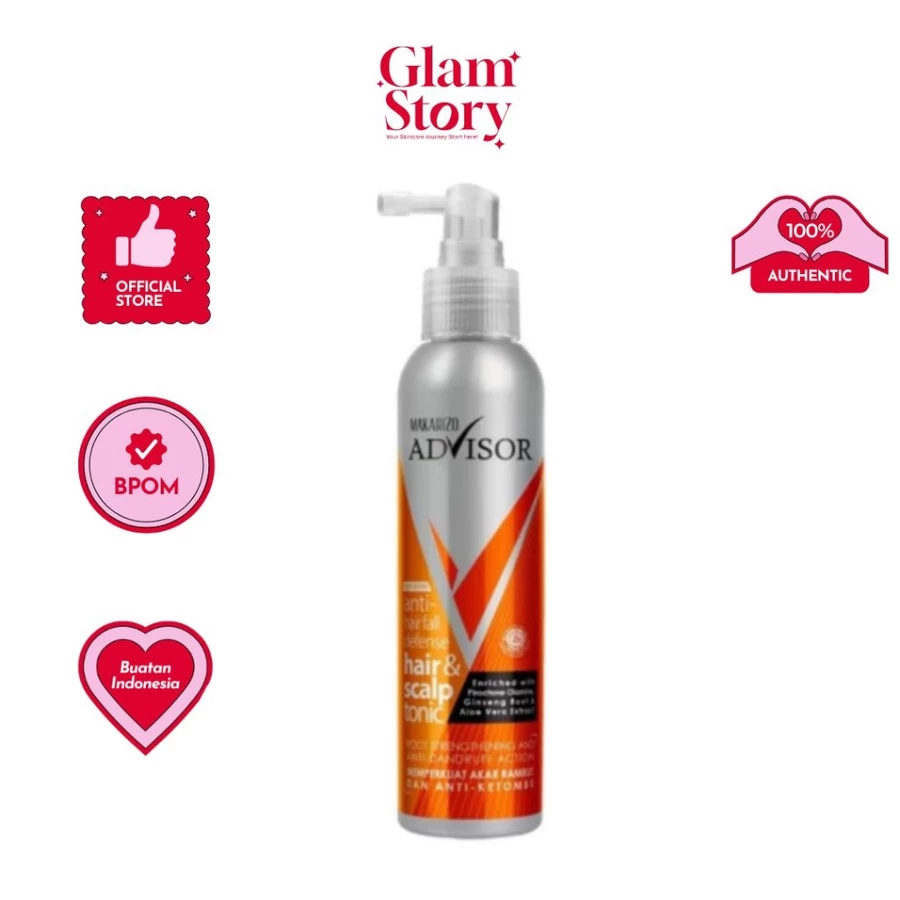 Glam
Story
Your Skincare Journey Start here!
OFFICIAL
STORE
100%
AUTHENTIC
BPOM
Buatan
Indonesia
MAKARIZO
ADVISOR
anti-
hair fall
defense
hair &
scalp
tonic
Enriched with
Piroctone Olamine,
Ginseng Root &
Aloe Vera Extract
ROOT STRENGTHENING AND
ANTI-DANDRUFF ACTION
MEMPERKUAT AKAR RAMBUT
DAN ANTI-KETOMBE